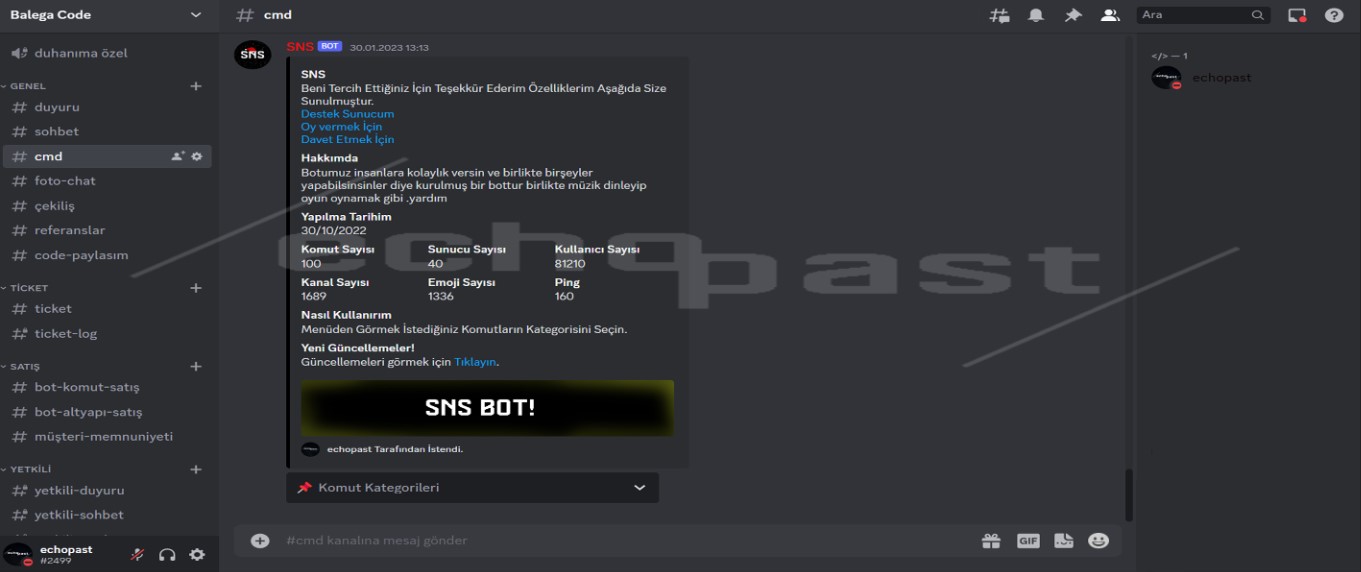 Balega Code
duhanıma özel
GENEL
duyuru
sohbet
cmd
foto-chat
çekiliş
referanslar
code-paylasım
TİCKET
ticket
ticket-log
SATIŞ
bot-komut-satış
bot-altyapı-satış
müşteri-memnuniyeti
YETKİLİ
yetkili-duyuru
yetkili-sohbet
echopast
#2499
cmd
Ara
SNS
SNS BOT 30.01.2023 13:13
SNS
Beni Tercih Ettiğiniz İçin Teşekkür Ederim Özelliklerim Aşağıda Size
Sunulmuştur.
Destek Sunucum
Oy vermek İçin
Davet Etmek İçin
Hakkımda
Botumuz insanlara kolaylık versin ve birlikte birşeyler
yapabilsinsinler diye kurulmuş bir bottur birlikte müzik dinleyip
oyun oynamak gibi .yardım
Yapılma Tarihim
30/10/2022
Komut Sayısı Sunucu Sayısı Kullanıcı Sayısı
100 40 81210
Kanal Sayısı Emoji Sayısı Ping
1689 1336 160
Nasıl Kullanırım
Menüden Görmek İstediğiniz Komutların Kategorisini Seçin.
Yeni Güncellemeler!
Güncellemeleri görmek için Tıklayın.
SNS BOT!
echopast Tarafından İstendi.
Komut Kategorileri
#cmd kanalına mesaj gönder
GIF
</> — 1
echopast
echopast